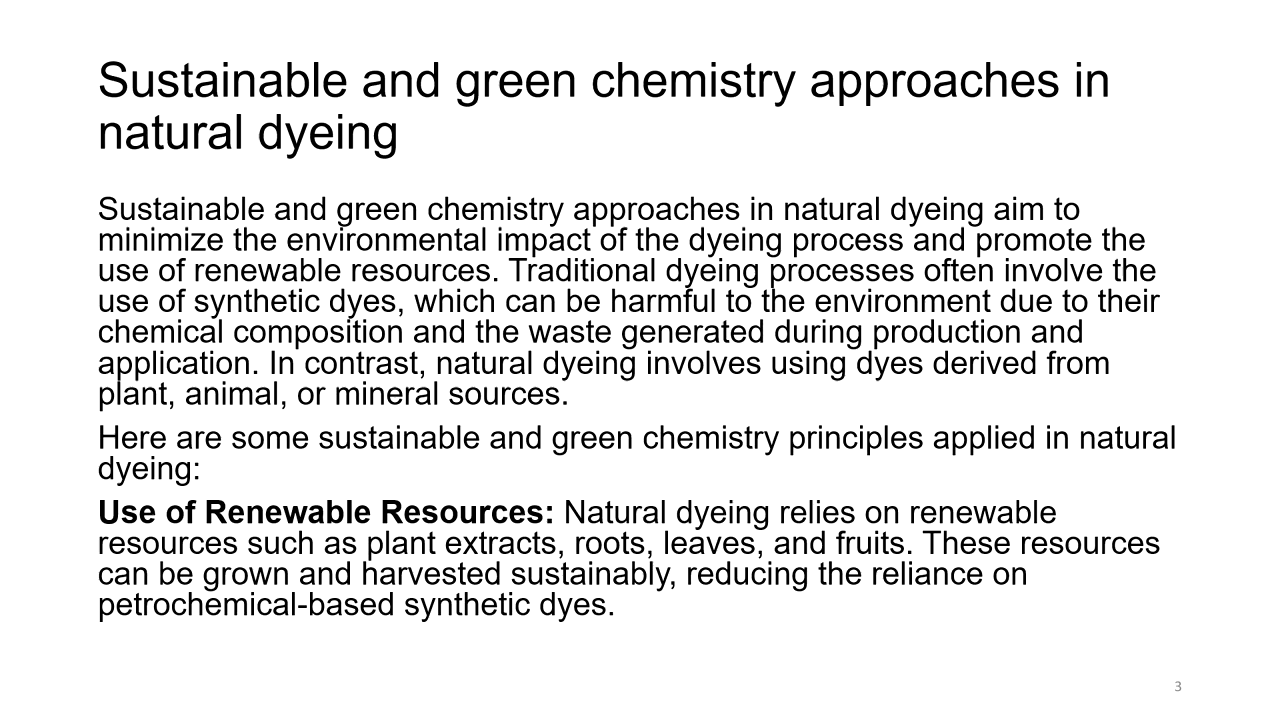 Sustainable and green chemistry approaches in
natural dyeing
Sustainable and green chemistry approaches in natural dyeing aim to
minimize the environmental impact of the dyeing process and promote the
use of renewable resources. Traditional dyeing processes often involve the
use of synthetic dyes, which can be harmful to the environment due to their
chemical composition and the waste generated during production and
application. In contrast, natural dyeing involves using dyes derived from
plant, animal, or mineral sources.
Here are some sustainable and green chemistry principles applied in natural
dyeing:
Use of Renewable Resources: Natural dyeing relies on renewable
resources such as plant extracts, roots, leaves, and fruits. These resources
can be grown and harvested sustainably, reducing the reliance on
petrochemical-based synthetic dyes.
3